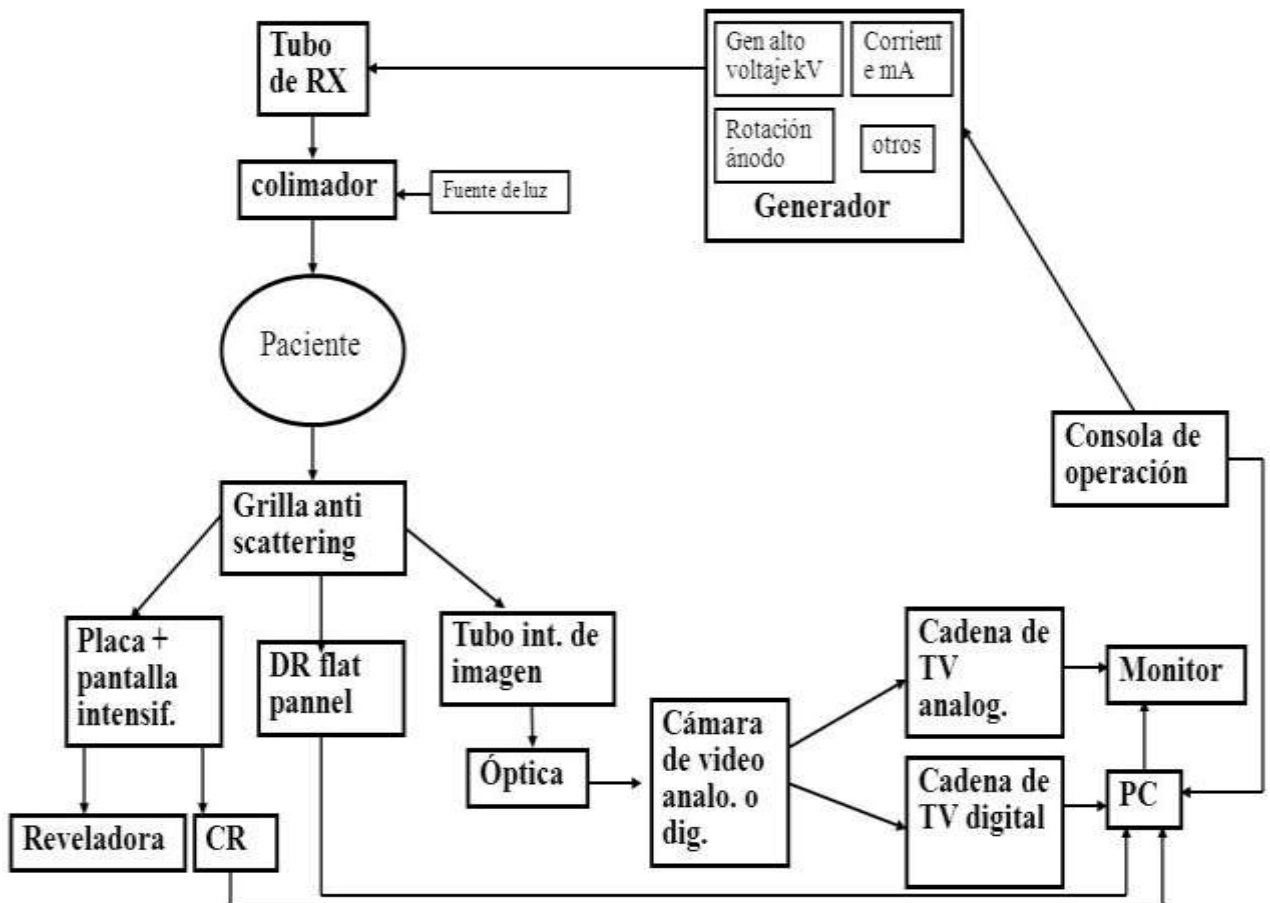 Tubo
de RX
Gen alto
voltaje kV
Corrient
e mA
Rotación
ánodo
otros
Generador
colimador
Fuente de luz
Paciente
Consola de
operación
Grilla anti
scattering
Placa +
pantalla
intensif.
DR flat
pannel
Tubo int. de
imagen
Óptica
Cámara
de video
analo. o
dig.
Cadena de
TV
analog.
Monitor
Cadena de
TV digital
PC
Reveladora
CR